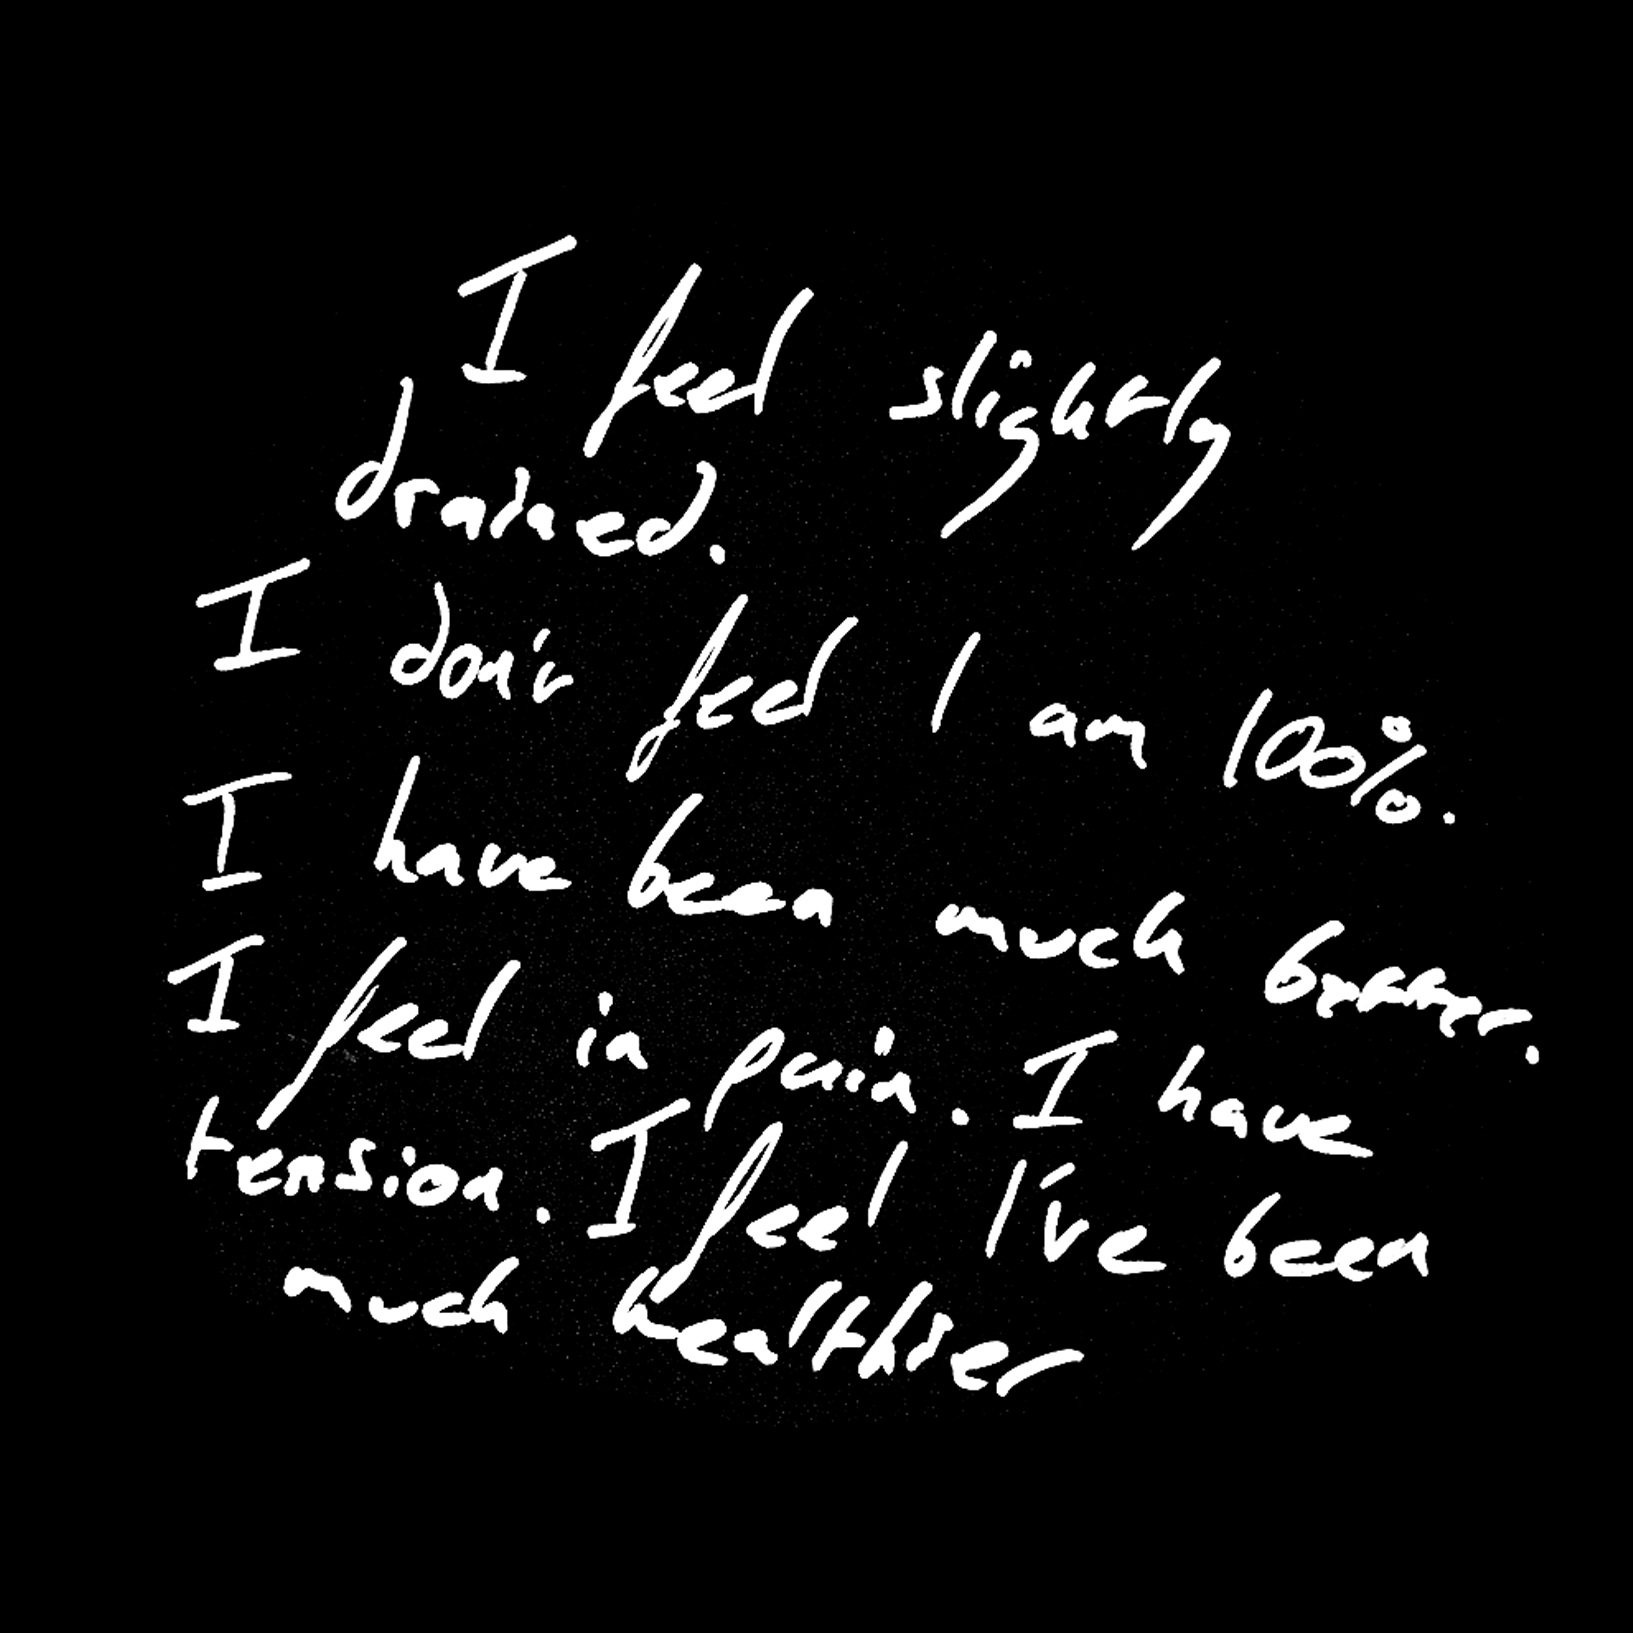 I feel slightly
drained.
I don't feel I am 100%.
I have been much better.
I feel in pain. I have
tension. I feel I've been
much healthier